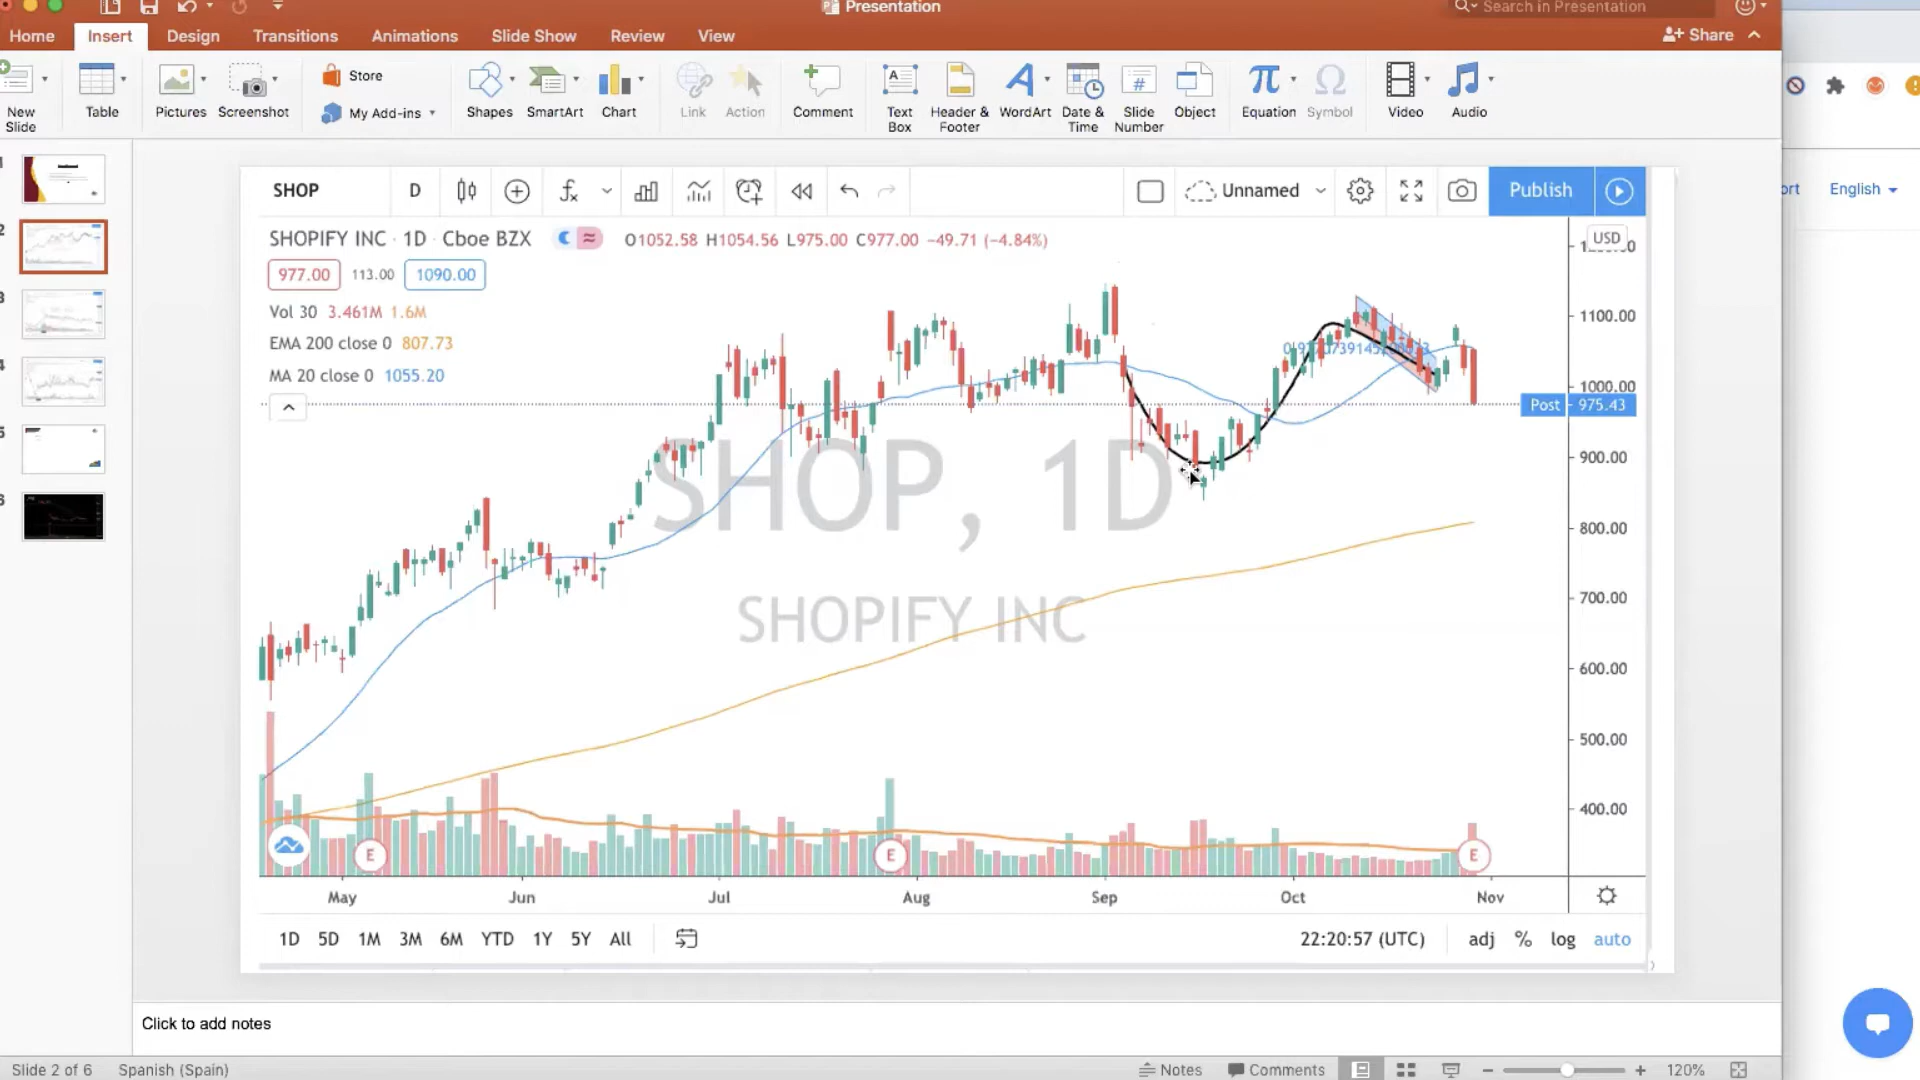 Presentation
Search in Presentation
Home Insert Design Transitions Animations Slide Show Review View
Share
New Slide
Table
Pictures
Screenshot
Store
My Add-ins
Shapes
SmartArt
Chart
Link
Action
Comment
Text Box
Header & Footer
WordArt
Date & Time
Slide Number
Object
Equation
Symbol
Video
Audio
English
SHOP D
Unnamed
Publish
SHOPIFY INC · 1D · Cboe BZX
O1052.58 H1054.56 L975.00 C977.00 −49.71 (−4.84%)
USD
977.00 113.00 1090.00
Vol 30 3.461M 1.6M
EMA 200 close 0 807.73
MA 20 close 0 1055.20
1100.00
1000.00
Post 975.43
900.00
800.00
700.00
600.00
500.00
400.00
SHOP, 1D
SHOPIFY INC
E E E
May Jun Jul Aug Sep Oct Nov
1D 5D 1M 3M 6M YTD 1Y 5Y All
22:20:57 (UTC) adj % log auto
2
3
4
5
6
Click to add notes
Slide 2 of 6 Spanish (Spain)
Notes Comments 120%